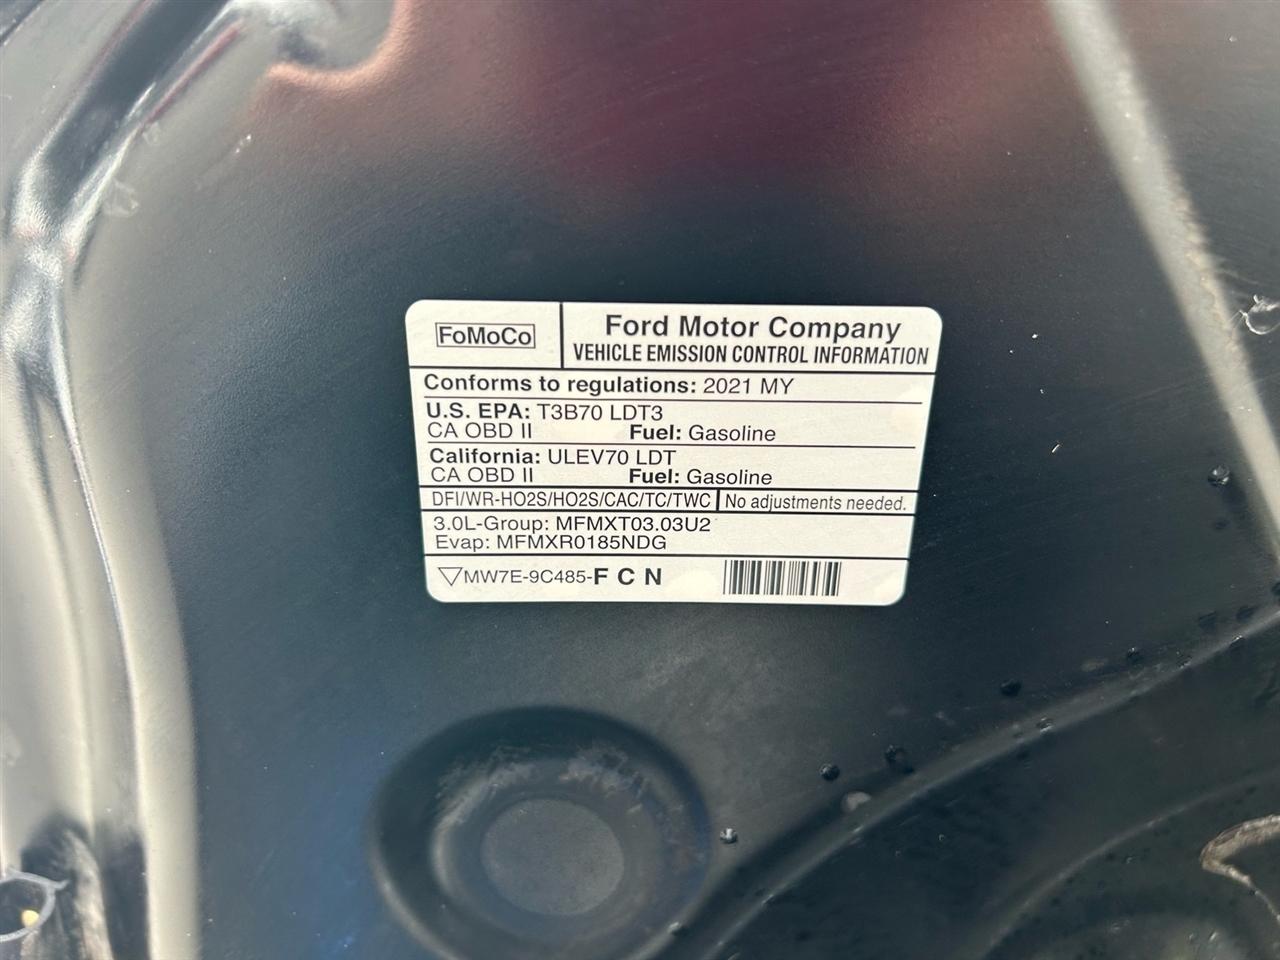 FoMoCo
Ford Motor Company
VEHICLE EMISSION CONTROL INFORMATION
Conforms to regulations: 2021 MY
U.S. EPA: T3B70 LDT3
CA OBD II Fuel: Gasoline
California: ULEV70 LDT
CA OBD II Fuel: Gasoline
DFI/WR-HO2S/HO2S/CAC/TC/TWC No adjustments needed.
3.0L-Group: MFMXT03.03U2
Evap: MFMXR0185NDG
MW7E-9C485-F C N